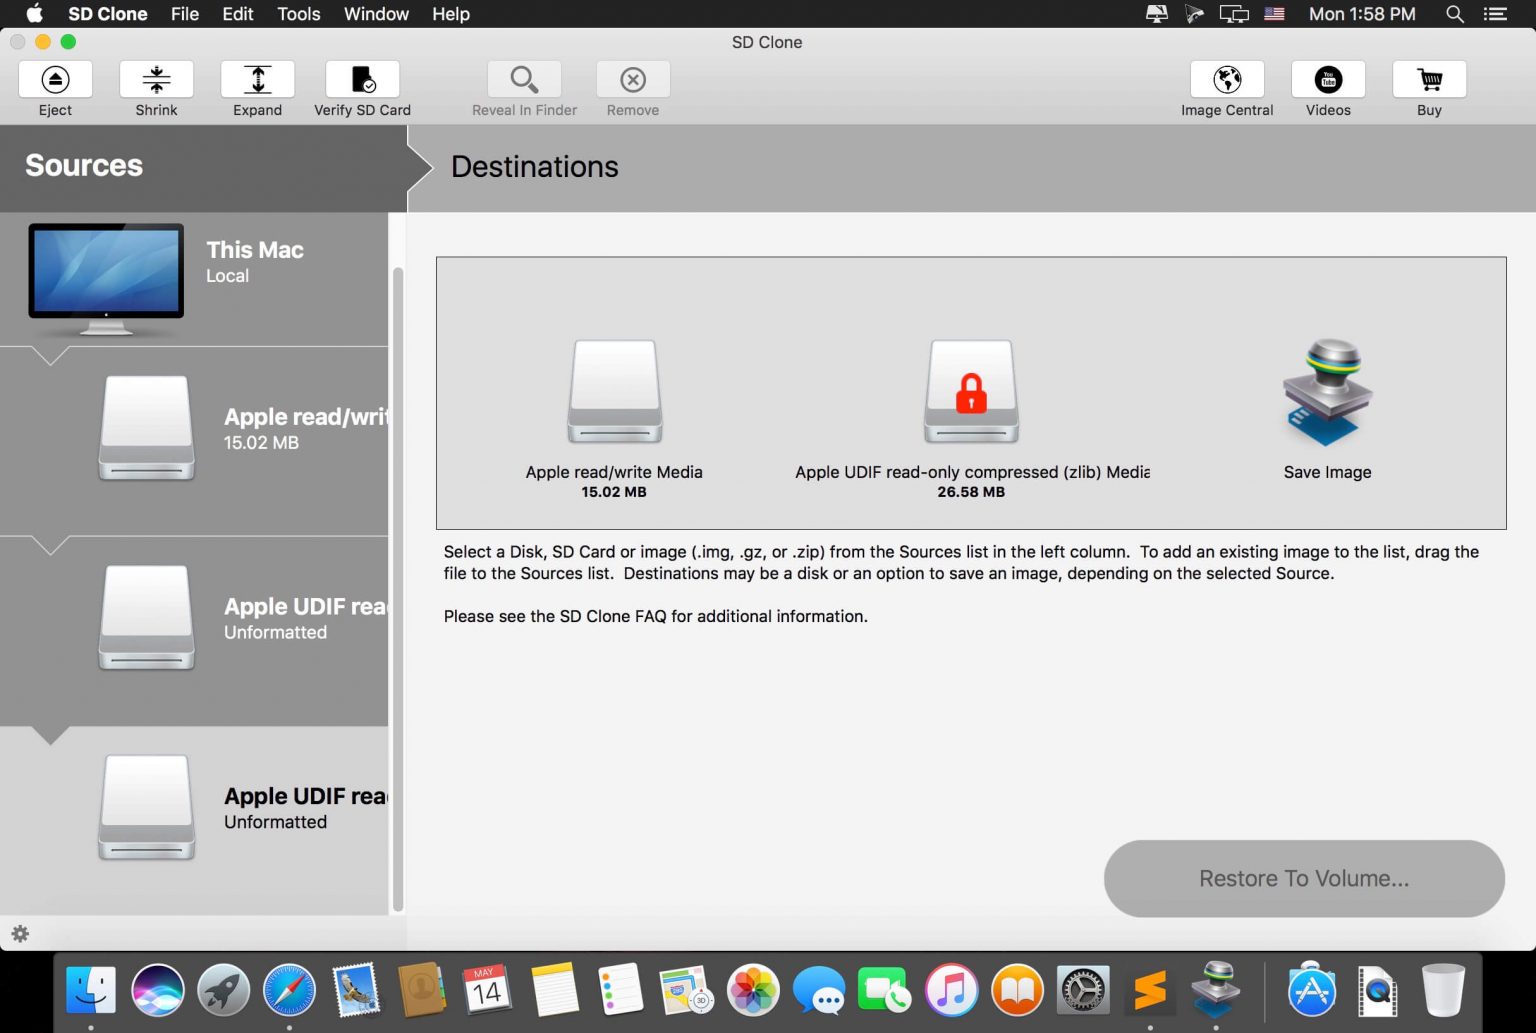 SD Clone File Edit Tools Window Help Mon 1:58 PM
SD Clone
Eject Shrink Expand Verify SD Card Reveal In Finder Remove Image Central You Tube Videos Buy
Sources Destinations
This Mac
Local
Apple read/writ
15.02 MB
Apple UDIF rea
Unformatted
Apple UDIF rea
Unformatted
Apple read/write Media Apple UDIF read-only compressed (zlib) Media Save Image
15.02 MB 26.58 MB
Select a Disk, SD Card or image (.img, .gz, or .zip) from the Sources list in the left column. To add an existing image to the list, drag the
file to the Sources list. Destinations may be a disk or an option to save an image, depending on the selected Source.
Please see the SD Clone FAQ for additional information.
Restore To Volume...
MAY
14
3D